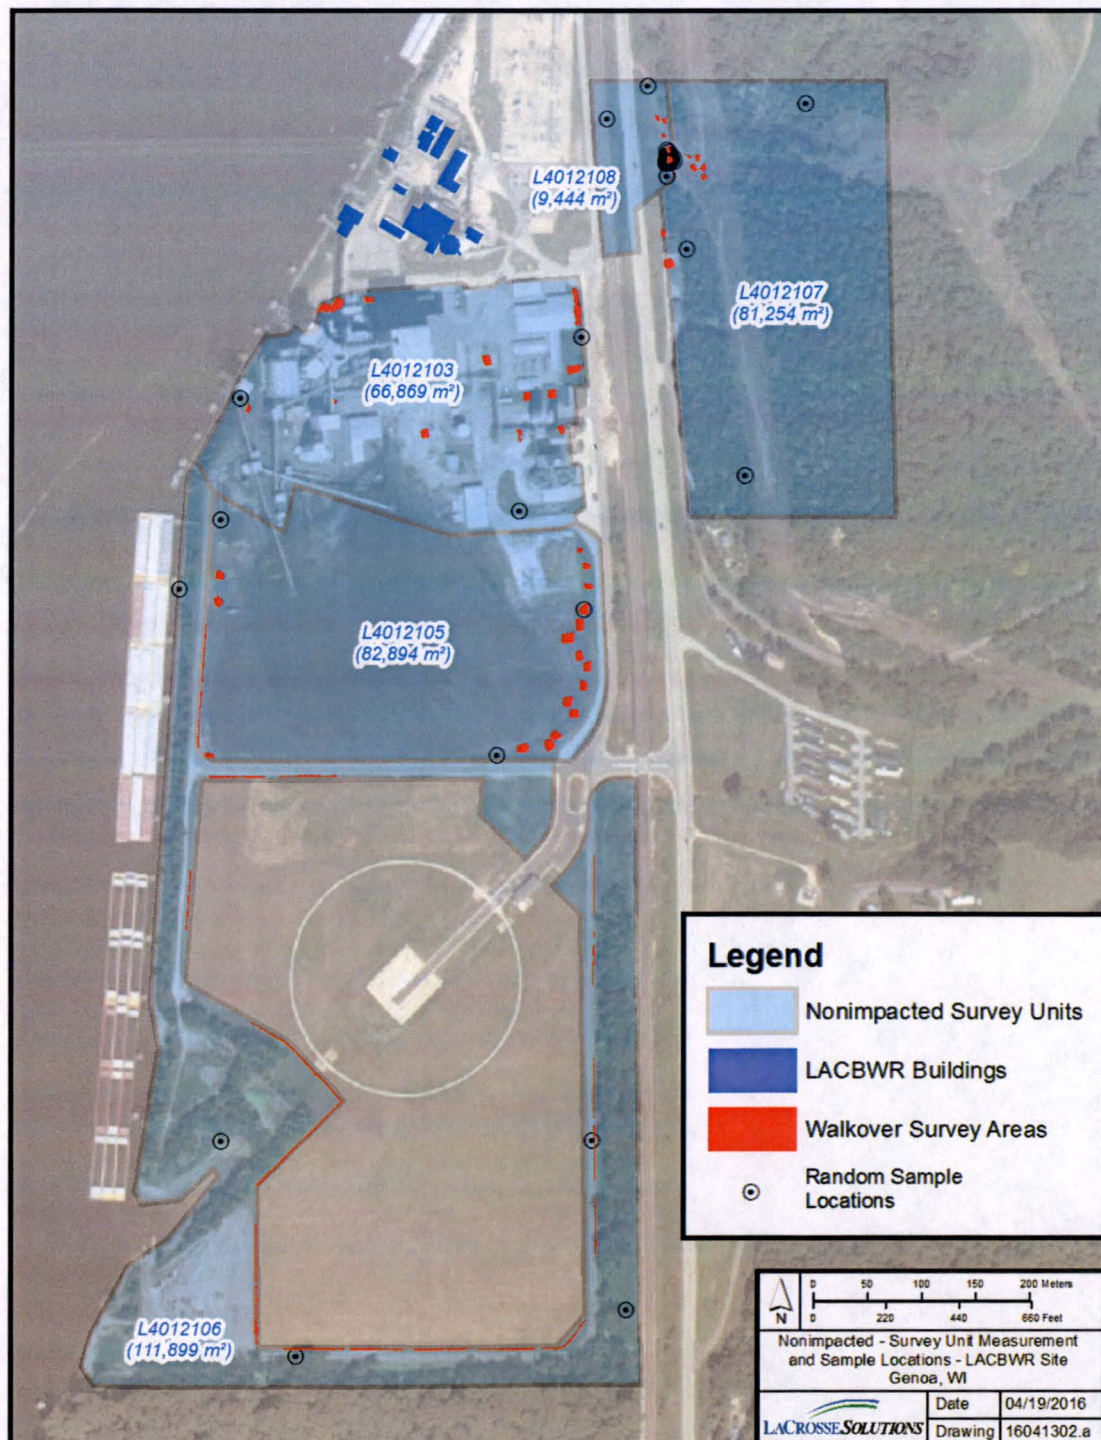 L4012108
(9,444 m²)
L4012107
(81,254 m²)
L4012103
(66,869 m²)
L4012105
(82,894 m²)
L4012106
(111,899 m²)
Legend
Nonimpacted Survey Units
LACBWR Buildings
Walkover Survey Areas
Random Sample
Locations
N
0 50 100 150 200 Meters
0 220 440 660 Feet
Nonimpacted - Survey Unit Measurement
and Sample Locations - LACBWR Site
Genoa, WI
LACROSSESOLUTIONS
Date 04/19/2016
Drawing 16041302.a